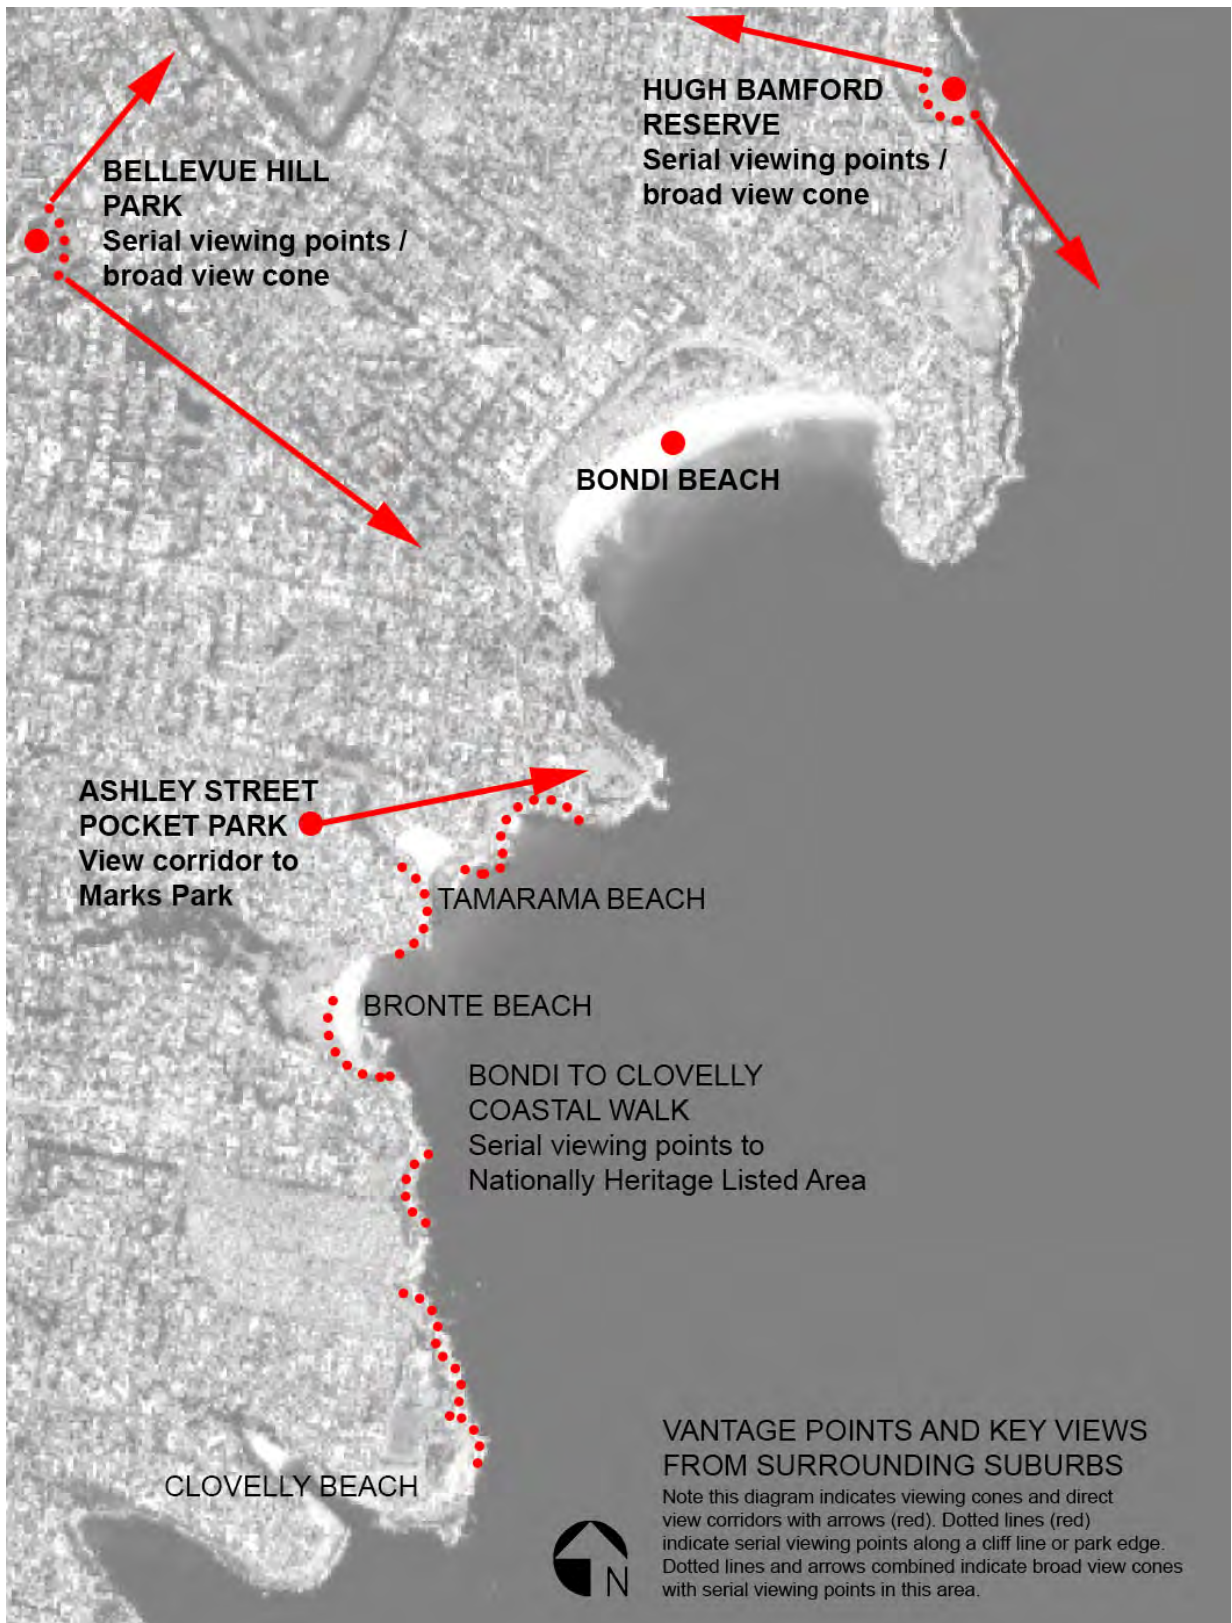 HUGH BAMFORD
RESERVE
Serial viewing points /
broad view cone
BELLEVUE HILL
PARK
Serial viewing points /
broad view cone
BONDI BEACH
ASHLEY STREET
POCKET PARK
View corridor to
Marks Park
TAMARAMA BEACH
BRONTE BEACH
BONDI TO CLOVELLY
COASTAL WALK
Serial viewing points to
Nationally Heritage Listed Area
CLOVELLY BEACH
VANTAGE POINTS AND KEY VIEWS
FROM SURROUNDING SUBURBS
Note this diagram indicates viewing cones and direct
view corridors with arrows (red). Dotted lines (red)
indicate serial viewing points along a cliff line or park edge.
Dotted lines and arrows combined indicate broad view cones
with serial viewing points in this area.
N